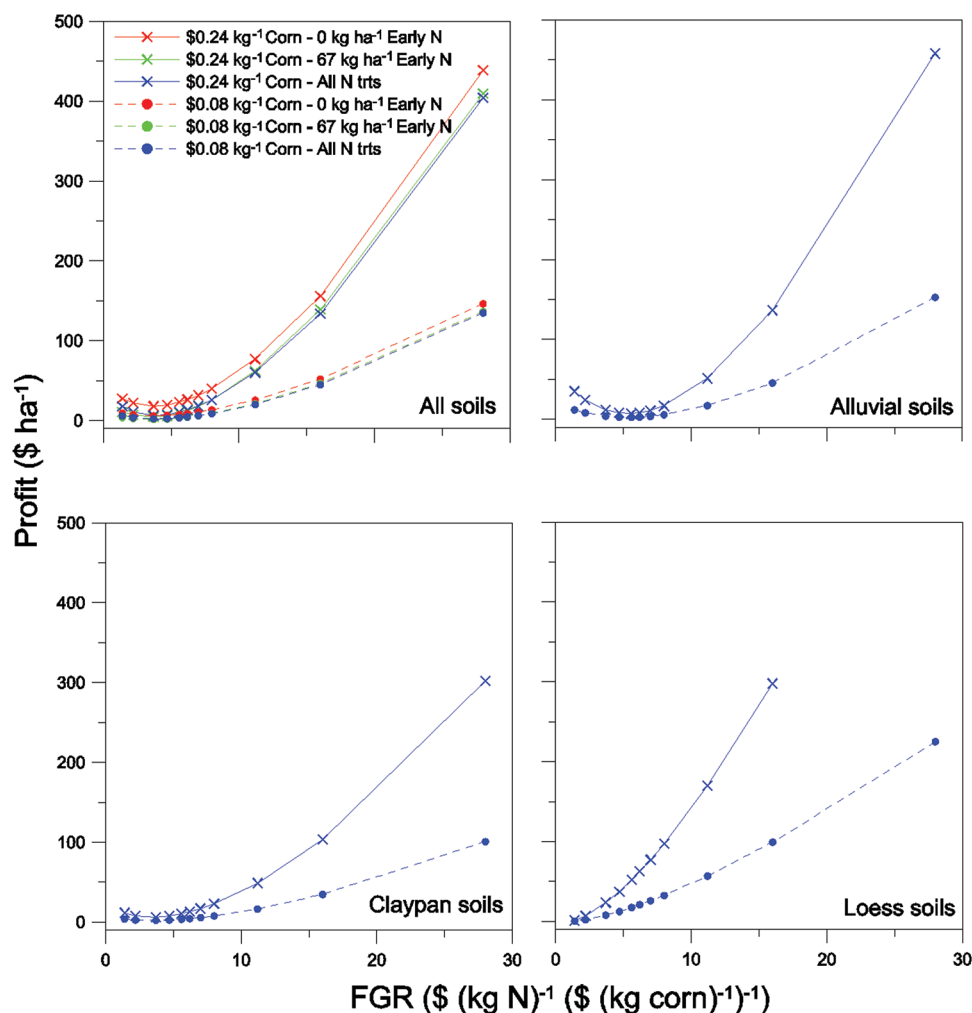 500
400
300
200
100
0
$0.24 kg⁻¹ Corn - 0 kg ha⁻¹ Early N
$0.24 kg⁻¹ Corn - 67 kg ha⁻¹ Early N
$0.24 kg⁻¹ Corn - All N trts
$0.08 kg⁻¹ Corn - 0 kg ha⁻¹ Early N
$0.08 kg⁻¹ Corn - 67 kg ha⁻¹ Early N
$0.08 kg⁻¹ Corn - All N trts
All soils
Alluvial soils
Profit ($ ha⁻¹)
500
400
300
200
100
0
Claypan soils
Loess soils
0 10 20 30
0 10 20 30
FGR ($ (kg N)⁻¹ ($ (kg corn)⁻¹)⁻¹)